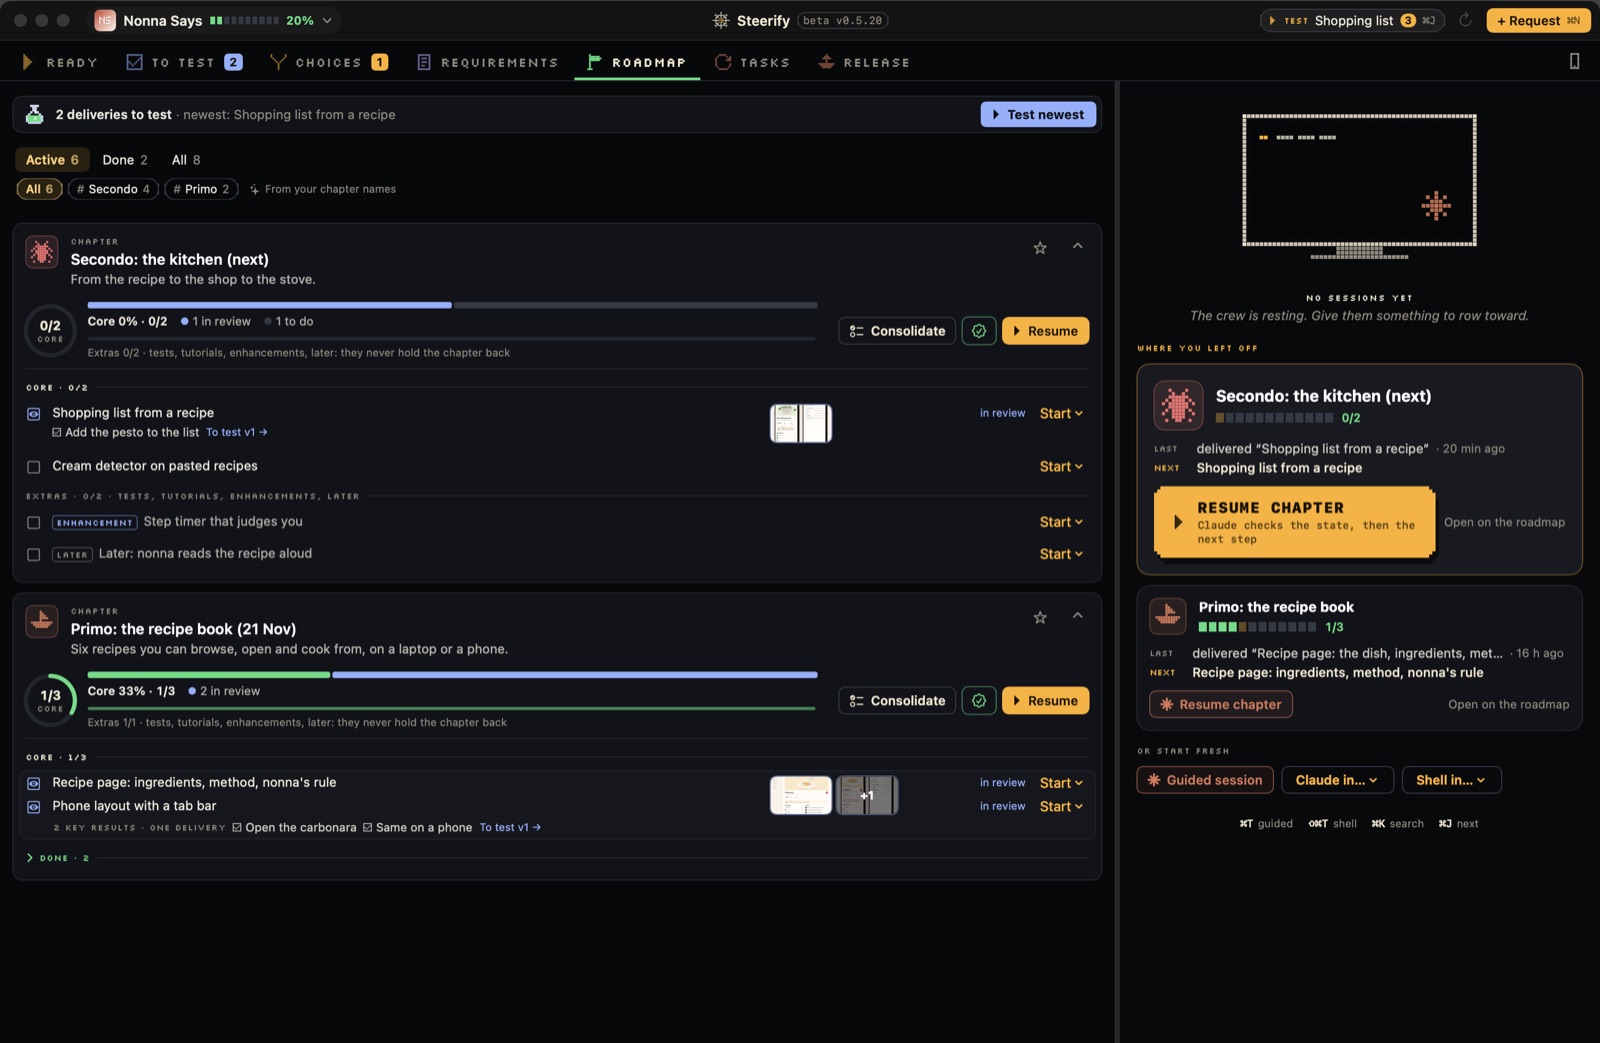 NS Nonna Says 20%
Steerify beta v0.5.20
TEST Shopping list 3 ⌘J
+ Request ⌘N
READY
TO TEST 2
CHOICES 1
REQUIREMENTS
ROADMAP
TASKS
RELEASE
2 deliveries to test · newest: Shopping list from a recipe
Test newest
Active 6 Done 2 All 8
All 6 # Secondo 4 # Primo 2 From your chapter names
CHAPTER
Secondo: the kitchen (next)
From the recipe to the shop to the stove.
0/2
CORE
Core 0% · 0/2 1 in review 1 to do
Extras 0/2 · tests, tutorials, enhancements, later: they never hold the chapter back
Consolidate
Resume
CORE · 0/2
Shopping list from a recipe
in review Start
Add the pesto to the list To test v1 →
Cream detector on pasted recipes
Start
EXTRAS · 0/2 · TESTS, TUTORIALS, ENHANCEMENTS, LATER
ENHANCEMENT Step timer that judges you
Start
LATER Later: nonna reads the recipe aloud
Start
CHAPTER
Primo: the recipe book (21 Nov)
Six recipes you can browse, open and cook from, on a laptop or a phone.
1/3
CORE
Core 33% · 1/3 2 in review
Extras 1/1 · tests, tutorials, enhancements, later: they never hold the chapter back
Consolidate
Resume
CORE · 1/3
Recipe page: ingredients, method, nonna's rule
in review Start
Phone layout with a tab bar
+1
in review Start
2 KEY RESULTS · ONE DELIVERY Open the carbonara Same on a phone To test v1 →
DONE · 2
NO SESSIONS YET
The crew is resting. Give them something to row toward.
WHERE YOU LEFT OFF
Secondo: the kitchen (next)
0/2
LAST delivered “Shopping list from a recipe” · 20 min ago
NEXT Shopping list from a recipe
RESUME CHAPTER
Claude checks the state, then the
next step
Open on the roadmap
Primo: the recipe book
1/3
LAST delivered “Recipe page: the dish, ingredients, met… · 16 h ago
NEXT Recipe page: ingredients, method, nonna's rule
Resume chapter
Open on the roadmap
OR START FRESH
Guided session Claude in... Shell in...
⌘T guided ⇧⌘T shell ⌘K search ⌘J next